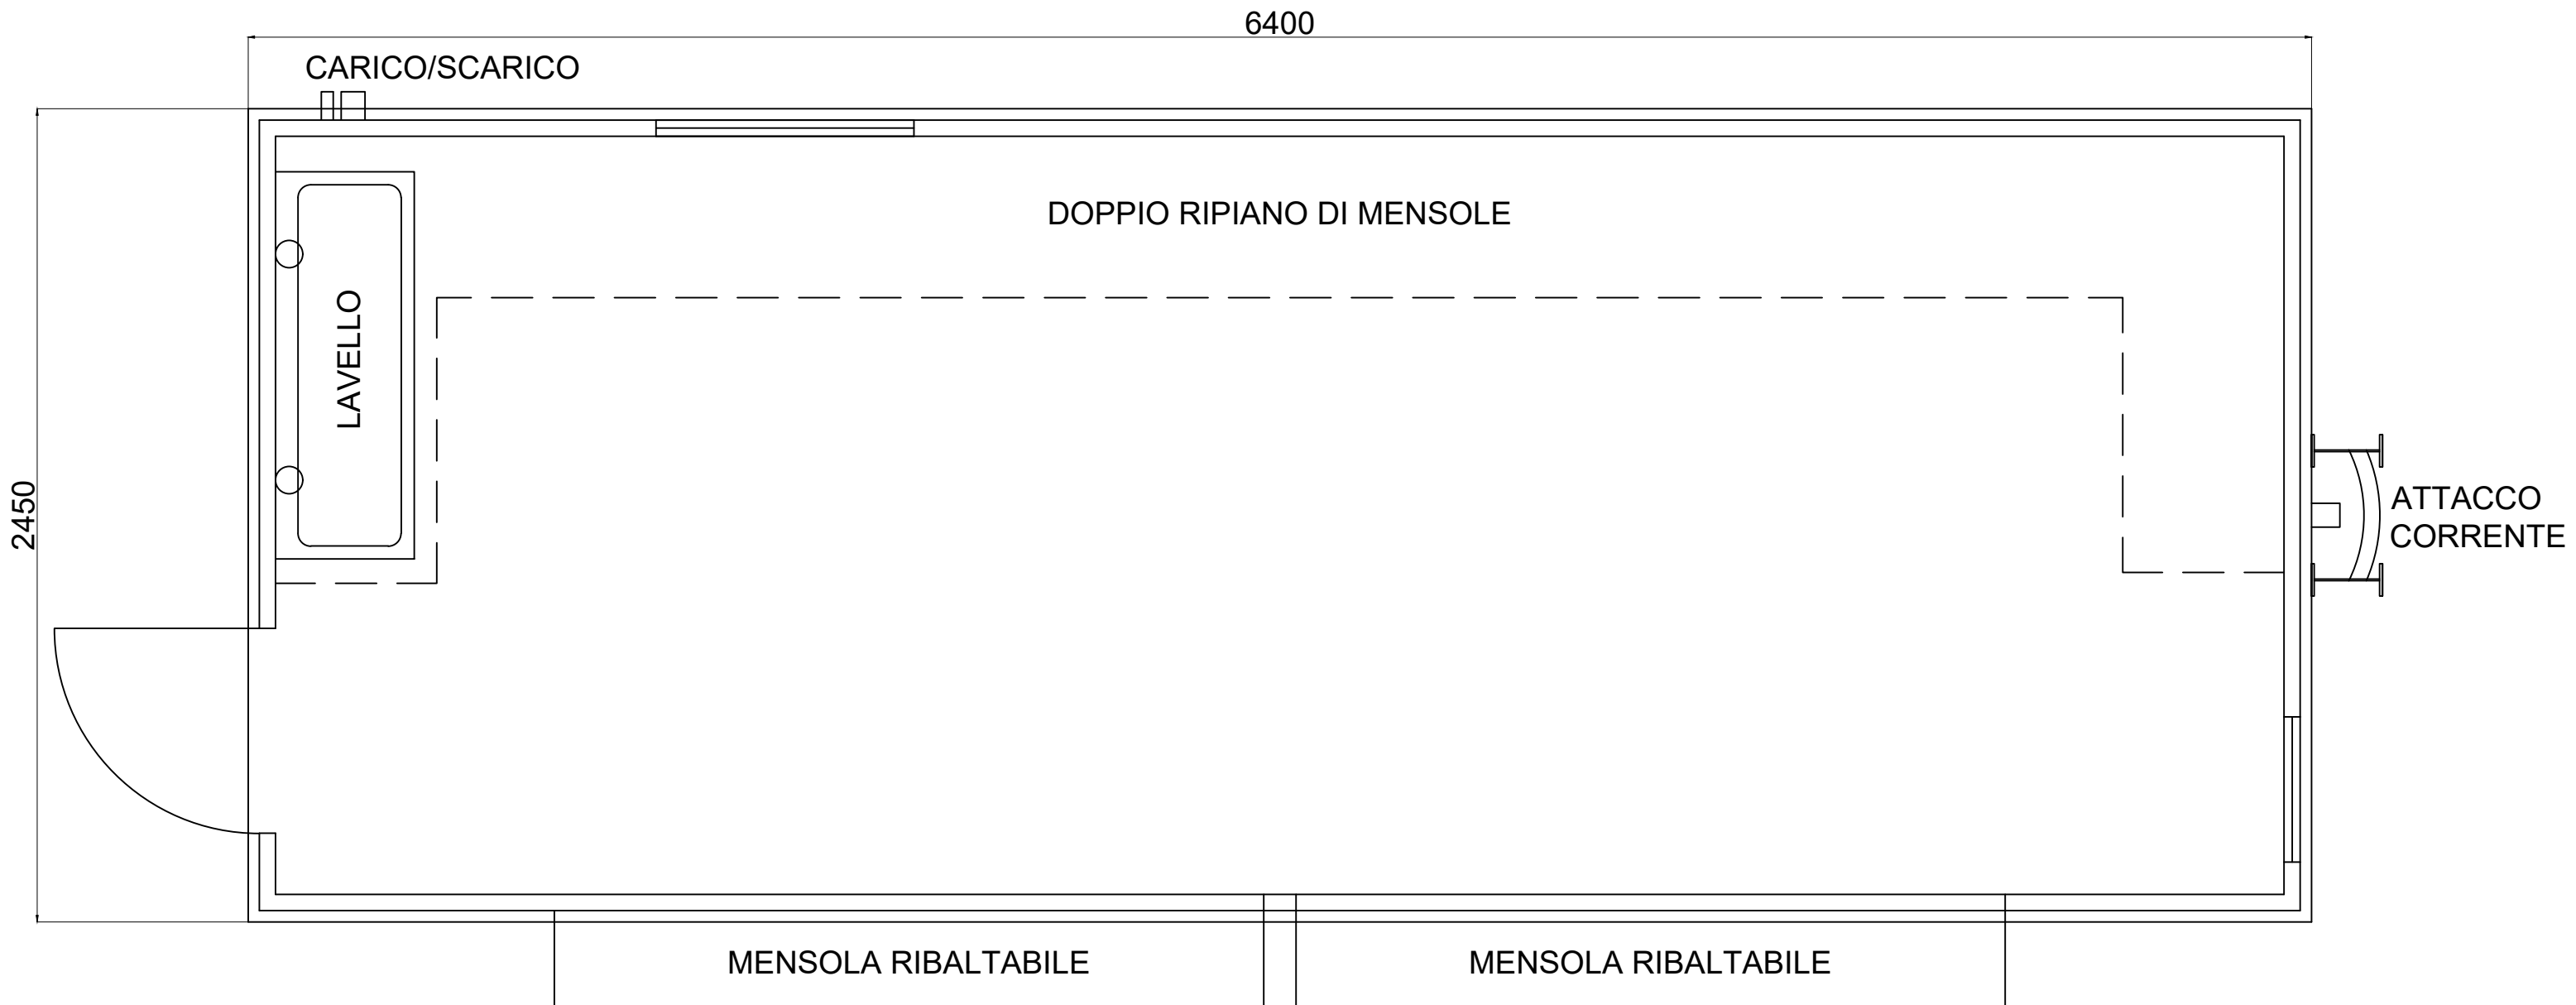 6400
CARICO/SCARICO
DOPPIO RIPIANO DI MENSOLE
LAVELLO
2450
ATTACCO
CORRENTE
MENSOLA RIBALTABILE
MENSOLA RIBALTABILE